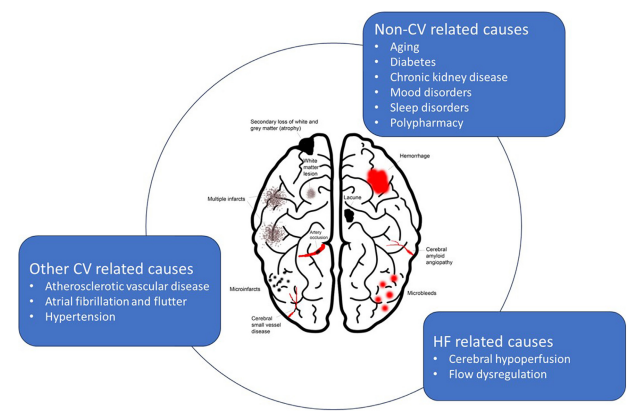 Non-CV related causes
• Aging
• Diabetes
• Chronic kidney disease
• Mood disorders
• Sleep disorders
• Polypharmacy
Secondary loss of white and
grey matter (atrophy)
White
matter
lesion
Hemorrhage
Multiple infarcts
Lacune
Artery
occlusion
Cerebral
amyloid
angiopathy
Other CV related causes
• Atherosclerotic vascular disease
• Atrial fibrillation and flutter
• Hypertension
Microinfarcts
Microbleeds
Cerebral
small vessel
disease
HF related causes
• Cerebral hypoperfusion
• Flow dysregulation